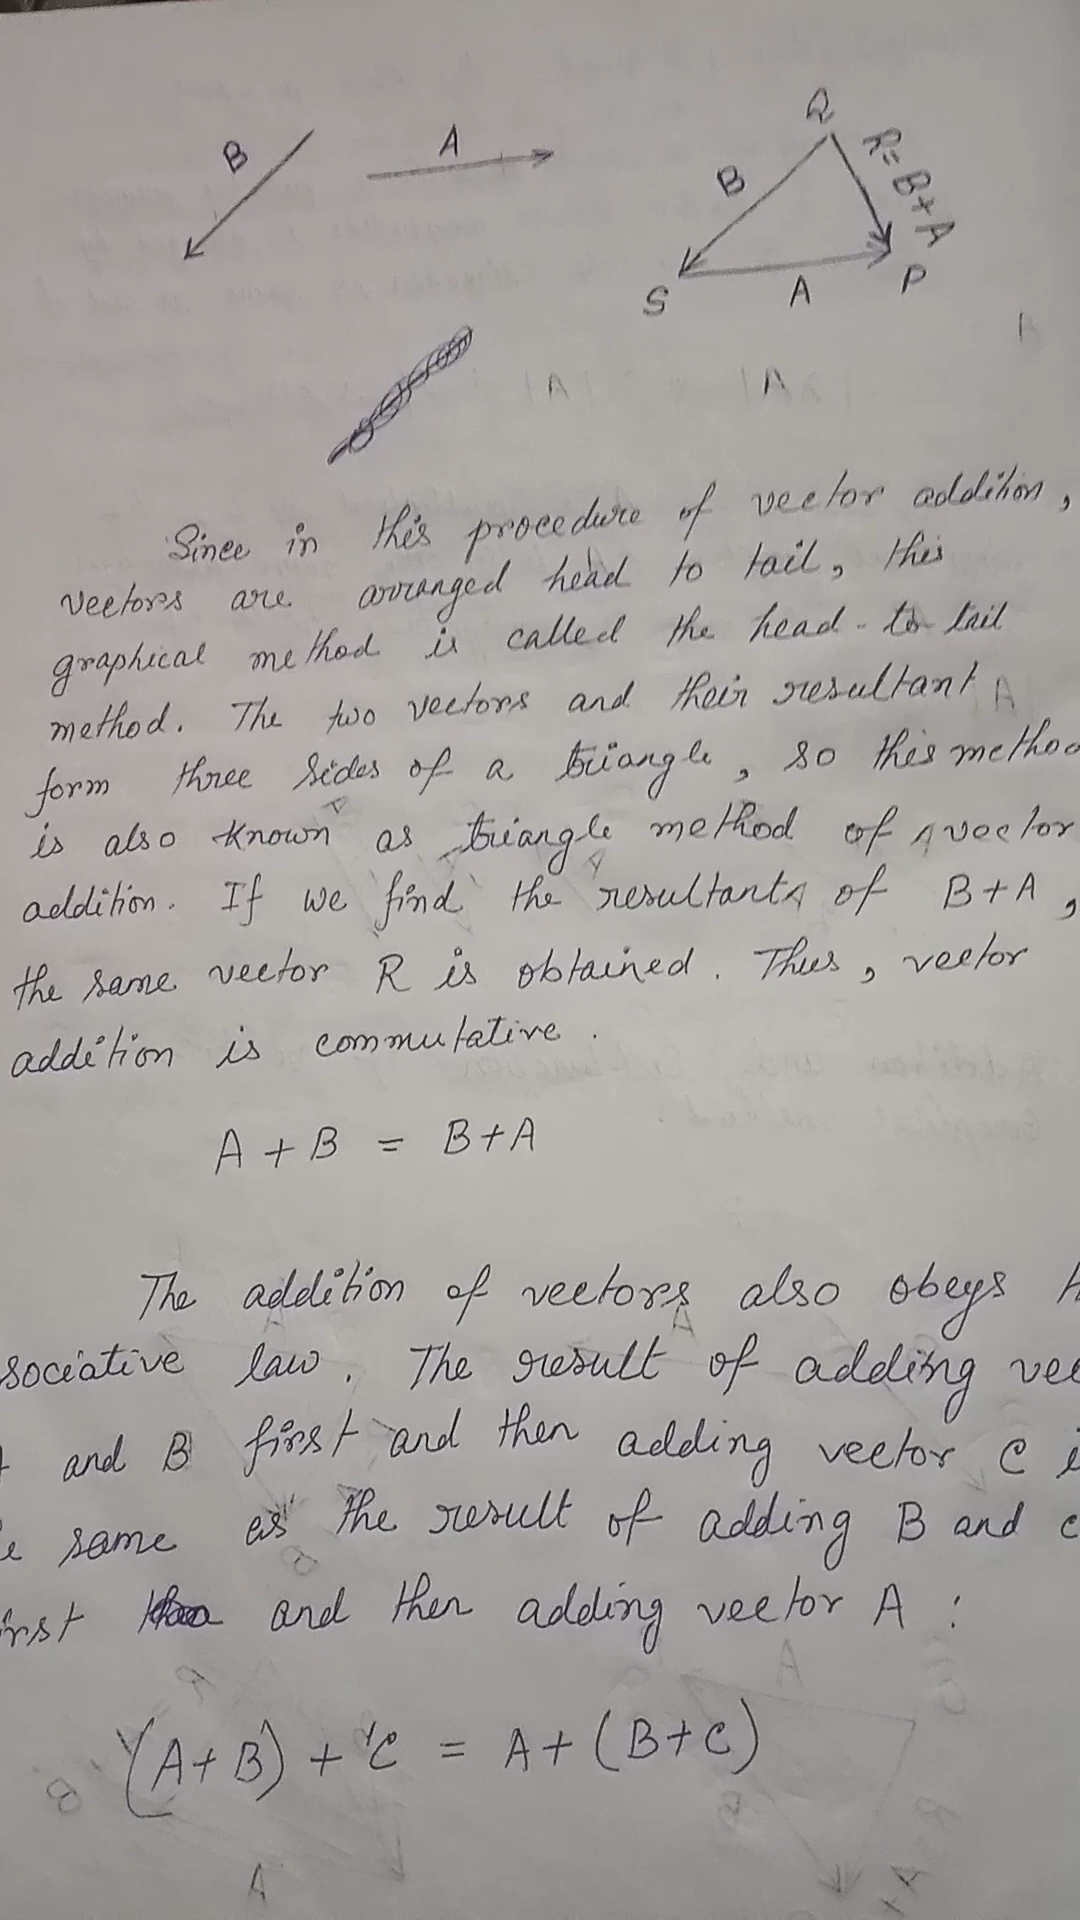 B
A
Q
B
R = B + A
S
A
P
Since in this procedure of vector addition,
vectors are arranged head to tail, this
graphical method is called the head-to-tail
method. The two vectors and their resultant
form three sides of a triangle, so this metho
is also known as triangle method of vector
addition. If we find the resultant of B+A,
the same vector R is obtained. Thus, vector
addition is commutative.
A + B = B+A
The addition of vectors also obeys
sociative law. The result of adding vec
and B first and then adding vector C i
e same as the result of adding B and C
irst and then adding vector A :
(A+B) + C = A+ (B+C)